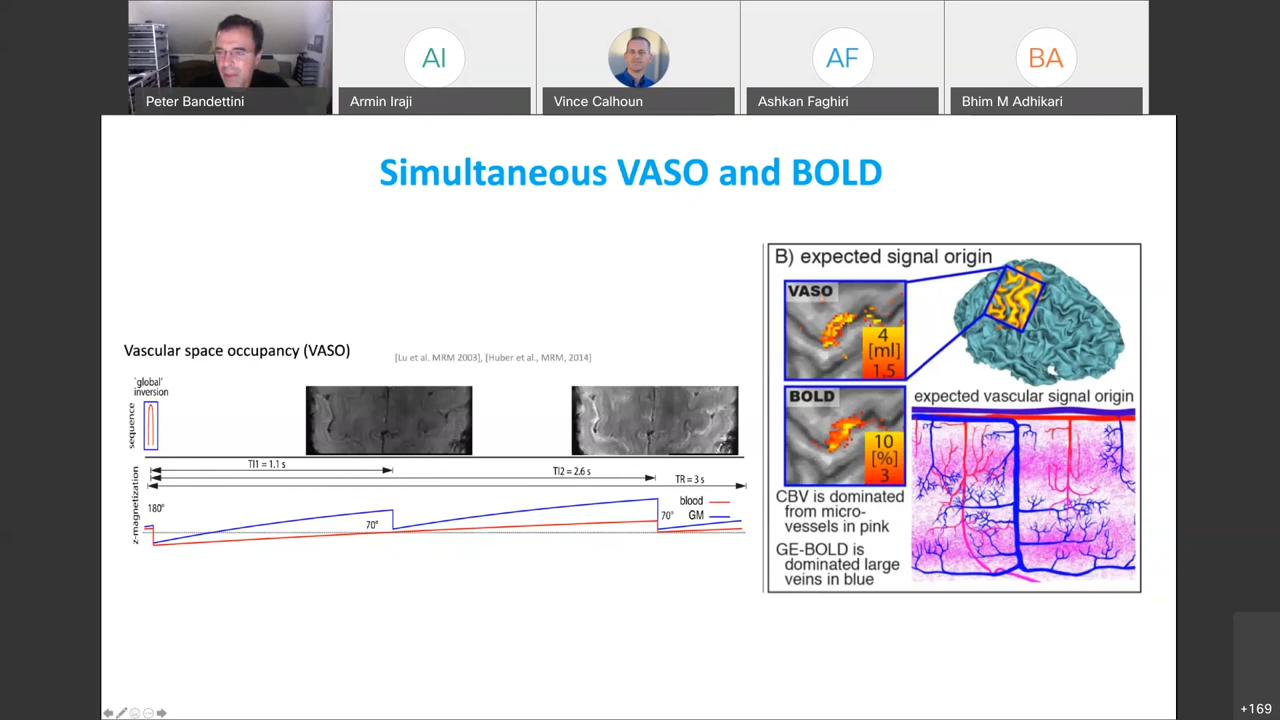 AI
AF
BA
Peter Bandettini
Armin Iraji
Vince Calhoun
Ashkan Faghiri
Bhim M Adhikari
Simultaneous VASO and BOLD
Vascular space occupancy (VASO)
[Lu et al. MRM 2003], [Huber et al., MRM, 2014]
'global'
inversion
sequence
TI1 = 1.1 s
TI2 = 2.6 s
TR = 3 s
z-magnetization
180°
70°
70°
blood
GM
B) expected signal origin
VASO
4
[ml]
1.5
BOLD
10
[%]
3
expected vascular signal origin
CBV is dominated
from micro-
vessels in pink
GE-BOLD is
dominated large
veins in blue
+169